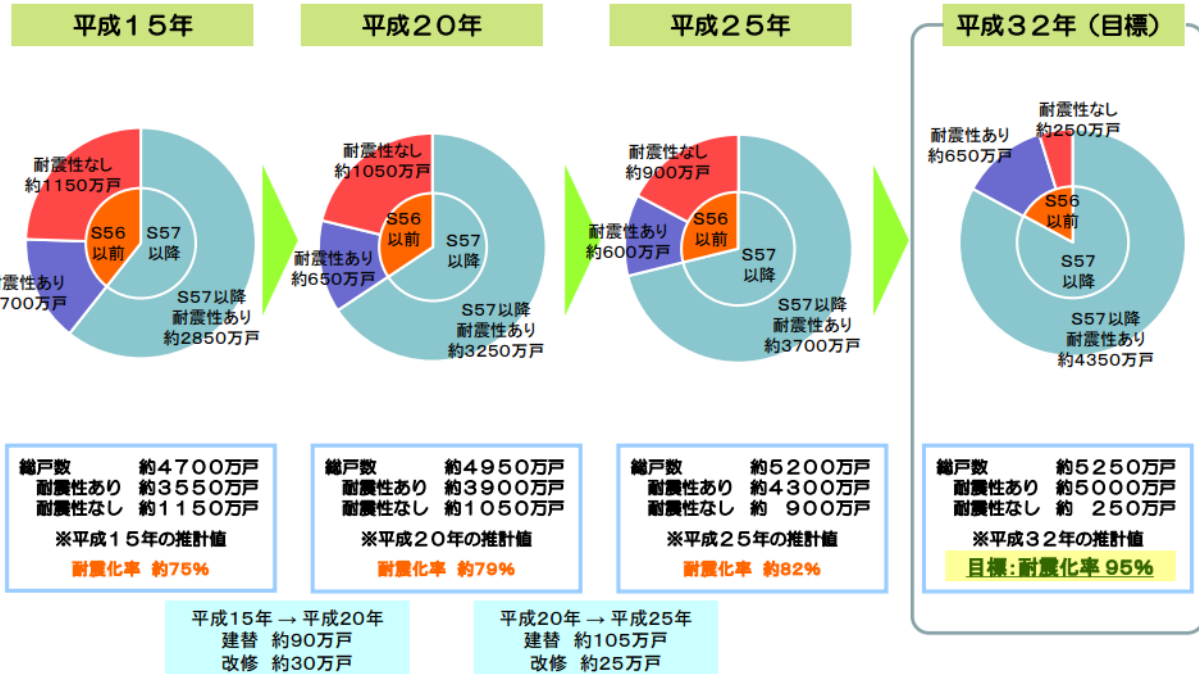 平成１５年
平成２０年
平成２５年
平成３２年（目標）
耐震性なし
約1150万戸
S56
以前
S57
以降
耐震性あり
700万戸
S57以降
耐震性あり
約2850万戸
耐震性なし
約1050万戸
S56
以前
S57
以降
耐震性あり
約650万戸
S57以降
耐震性あり
約3250万戸
耐震性なし
約900万戸
S56
以前
S57
以降
耐震性あり
約600万戸
S57以降
耐震性あり
約3700万戸
耐震性なし
約250万戸
耐震性あり
約650万戸
S56
以前
S57
以降
S57以降
耐震性あり
約4350万戸
総戸数 約４７００万戸
耐震性あり 約３５５０万戸
耐震性なし 約１１５０万戸
※平成１５年の推計値
耐震化率 約75%
総戸数 約４９５０万戸
耐震性あり 約３９００万戸
耐震性なし 約１０５０万戸
※平成２０年の推計値
耐震化率 約79%
総戸数 約５２００万戸
耐震性あり 約４３００万戸
耐震性なし 約 ９００万戸
※平成２５年の推計値
耐震化率 約82%
総戸数 約５２５０万戸
耐震性あり 約５０００万戸
耐震性なし 約 ２５０万戸
※平成３２年の推計値
目標：耐震化率 95%
平成15年 → 平成20年
建替 約90万戸
改修 約30万戸
平成20年 → 平成25年
建替 約105万戸
改修 約25万戸